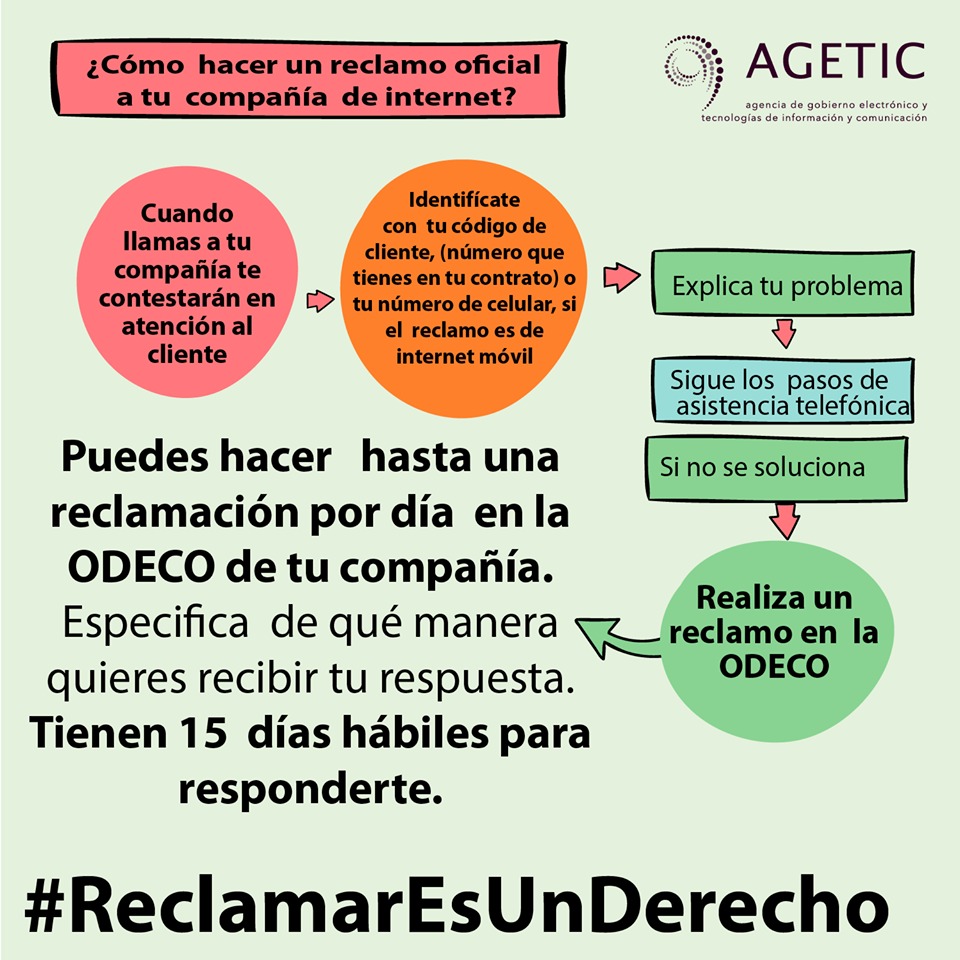 ¿Cómo hacer un reclamo oficial
a tu compañía de internet?
AGETIC
agencia de gobierno electrónico y
tecnologías de información y comunicación
Cuando
llamas a tu
compañía te
contestarán en
atención al
cliente
Identifícate
con tu código de
cliente, (número que
tienes en tu contrato) o
tu número de celular, si
el reclamo es de
internet móvil
Explica tu problema
Sigue los pasos de
asistencia telefónica
Si no se soluciona
Realiza un
reclamo en la
ODECO
Puedes hacer hasta una
reclamación por día en la
ODECO de tu compañía.
Especifica de qué manera
quieres recibir tu respuesta.
Tienen 15 días hábiles para
responderte.
#ReclamarEsUnDerecho